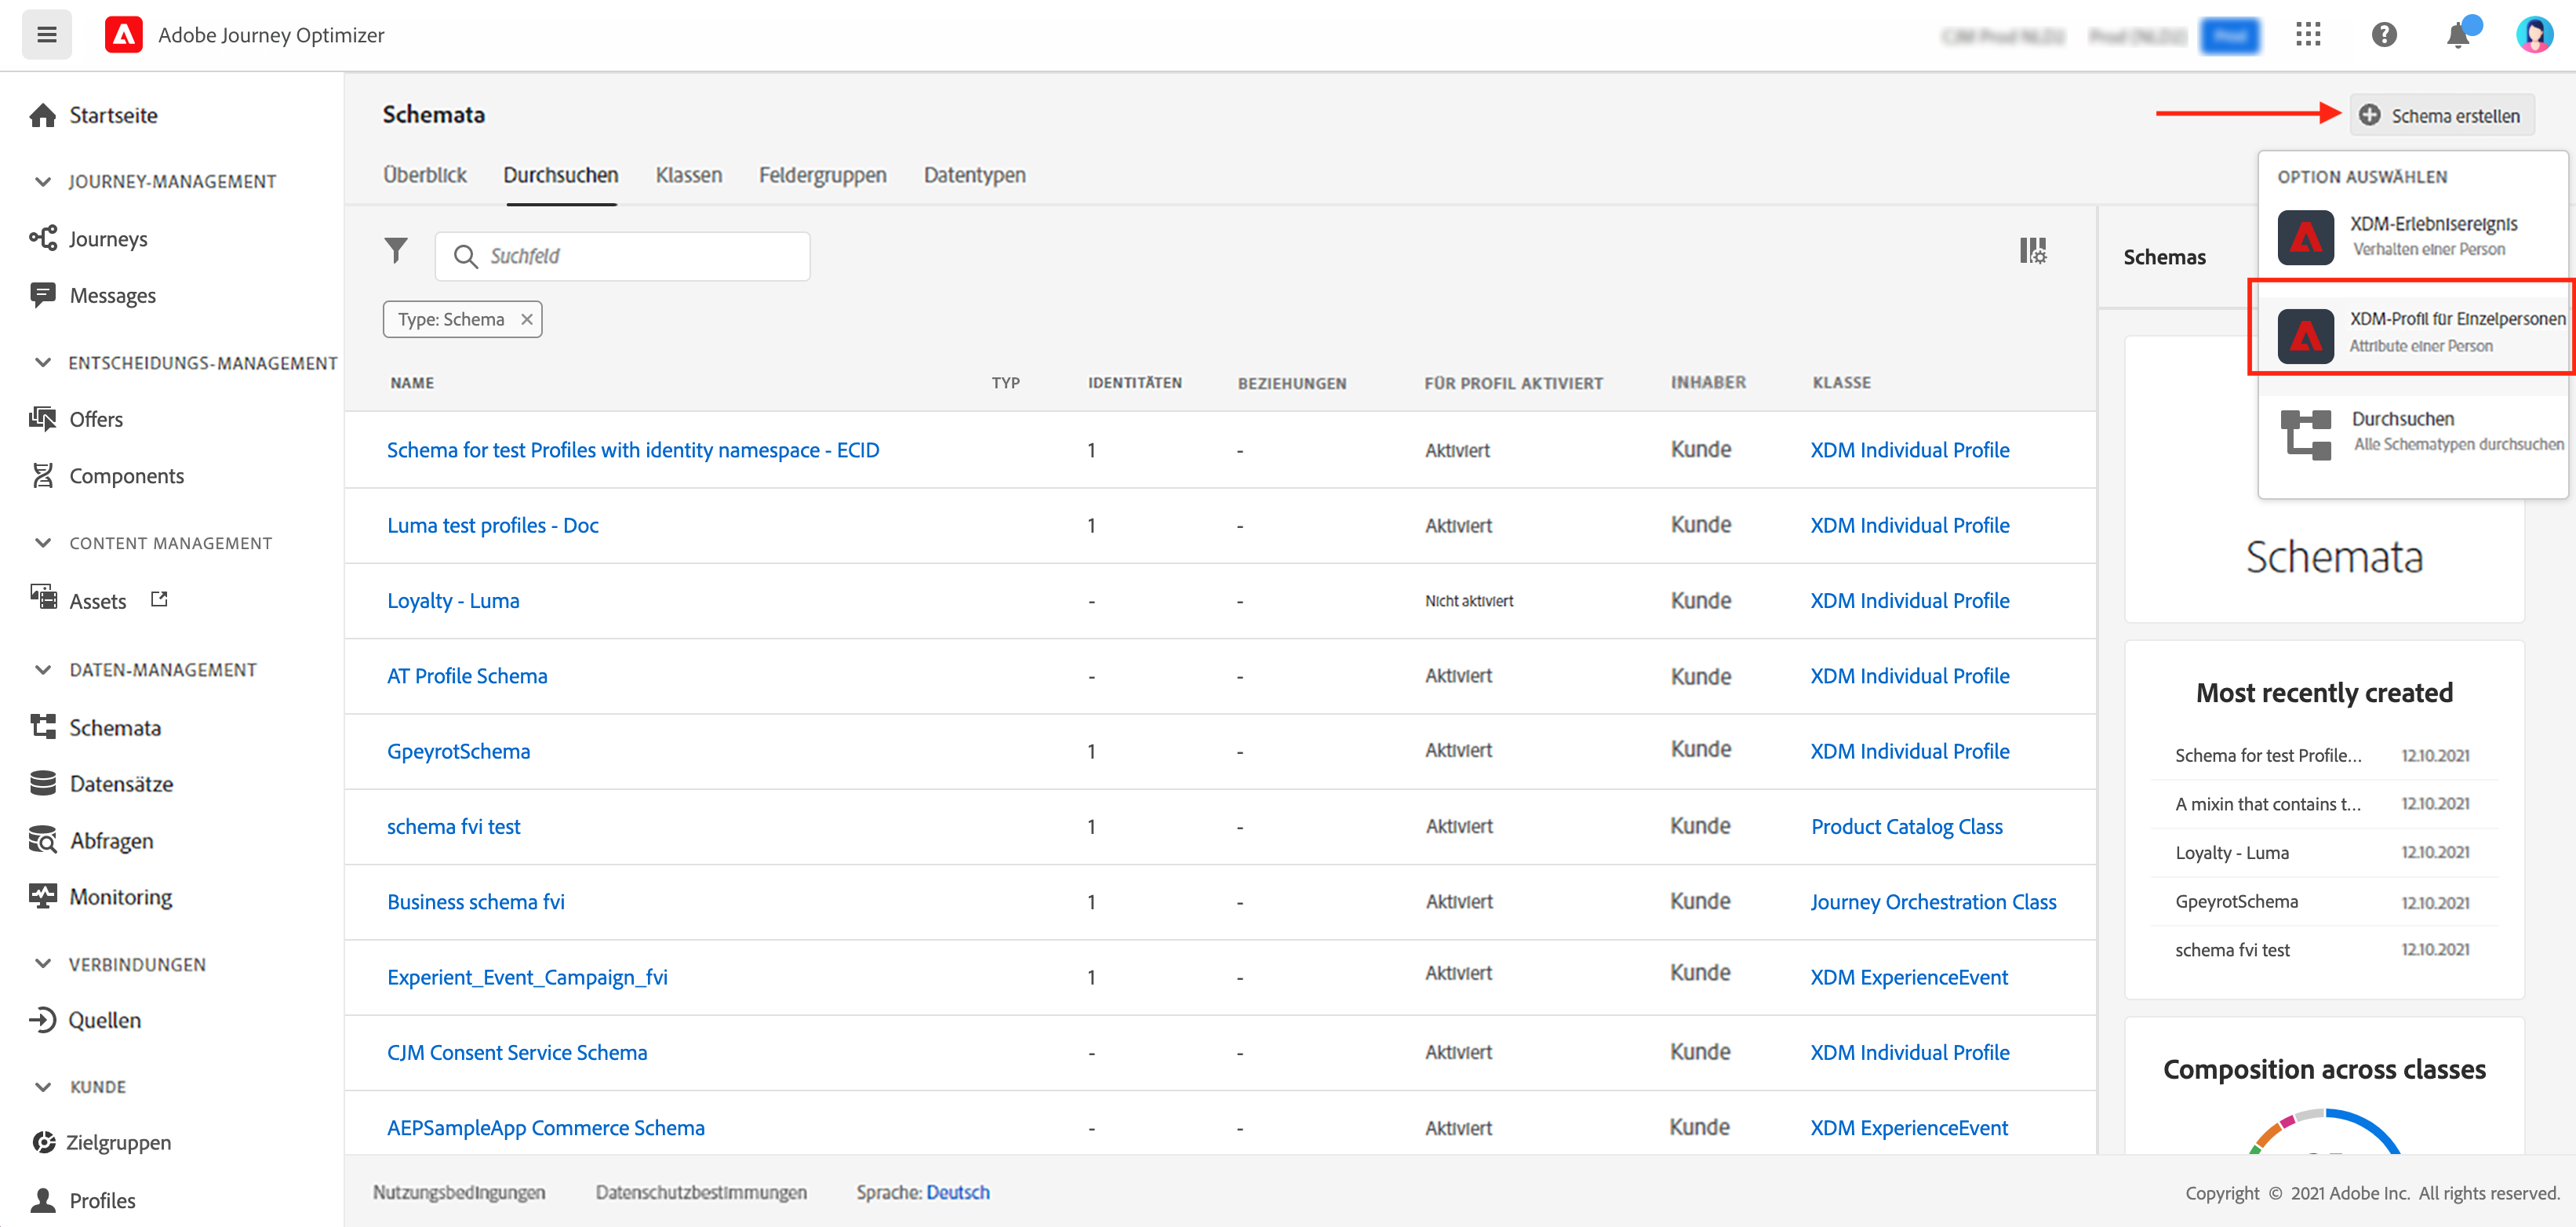 Adobe Journey Optimizer
Startseite
JOURNEY-MANAGEMENT
Journeys
Messages
ENTSCHEIDUNGS-MANAGEMENT
Offers
Components
CONTENT MANAGEMENT
Assets
DATEN-MANAGEMENT
Schemata
Datensätze
Abfragen
Monitoring
VERBINDUNGEN
Quellen
KUNDE
Zielgruppen
Profiles
Schemata
Schema erstellen
Überblick Durchsuchen Klassen Feldergruppen Datentypen
Suchfeld
Type: Schema
NAME TYP IDENTITÄTEN BEZIEHUNGEN FÜR PROFIL AKTIVIERT INHABER KLASSE
Schema for test Profiles with identity namespace - ECID 1 - Aktiviert Kunde XDM Individual Profile
Luma test profiles - Doc 1 - Aktiviert Kunde XDM Individual Profile
Loyalty - Luma - - Nicht aktiviert Kunde XDM Individual Profile
AT Profile Schema - - Aktiviert Kunde XDM Individual Profile
GpeyrotSchema 1 - Aktiviert Kunde XDM Individual Profile
schema fvi test 1 - Aktiviert Kunde Product Catalog Class
Business schema fvi 1 - Aktiviert Kunde Journey Orchestration Class
Experient_Event_Campaign_fvi 1 - Aktiviert Kunde XDM ExperienceEvent
CJM Consent Service Schema - - Aktiviert Kunde XDM Individual Profile
AEPSampleApp Commerce Schema - - Aktiviert Kunde XDM ExperienceEvent
OPTION AUSWÄHLEN
XDM-Erlebnisereignis
Verhalten einer Person
XDM-Profil für Einzelpersonen
Attribute einer Person
Durchsuchen
Alle Schematypen durchsuchen
Schemas
Schemata
Most recently created
Schema for test Profile... 12.10.2021
A mixin that contains t... 12.10.2021
Loyalty - Luma 12.10.2021
GpeyrotSchema 12.10.2021
schema fvi test 12.10.2021
Composition across classes
Nutzungsbedingungen Datenschutzbestimmungen Sprache: Deutsch
Copyright © 2021 Adobe Inc. All rights reserved.